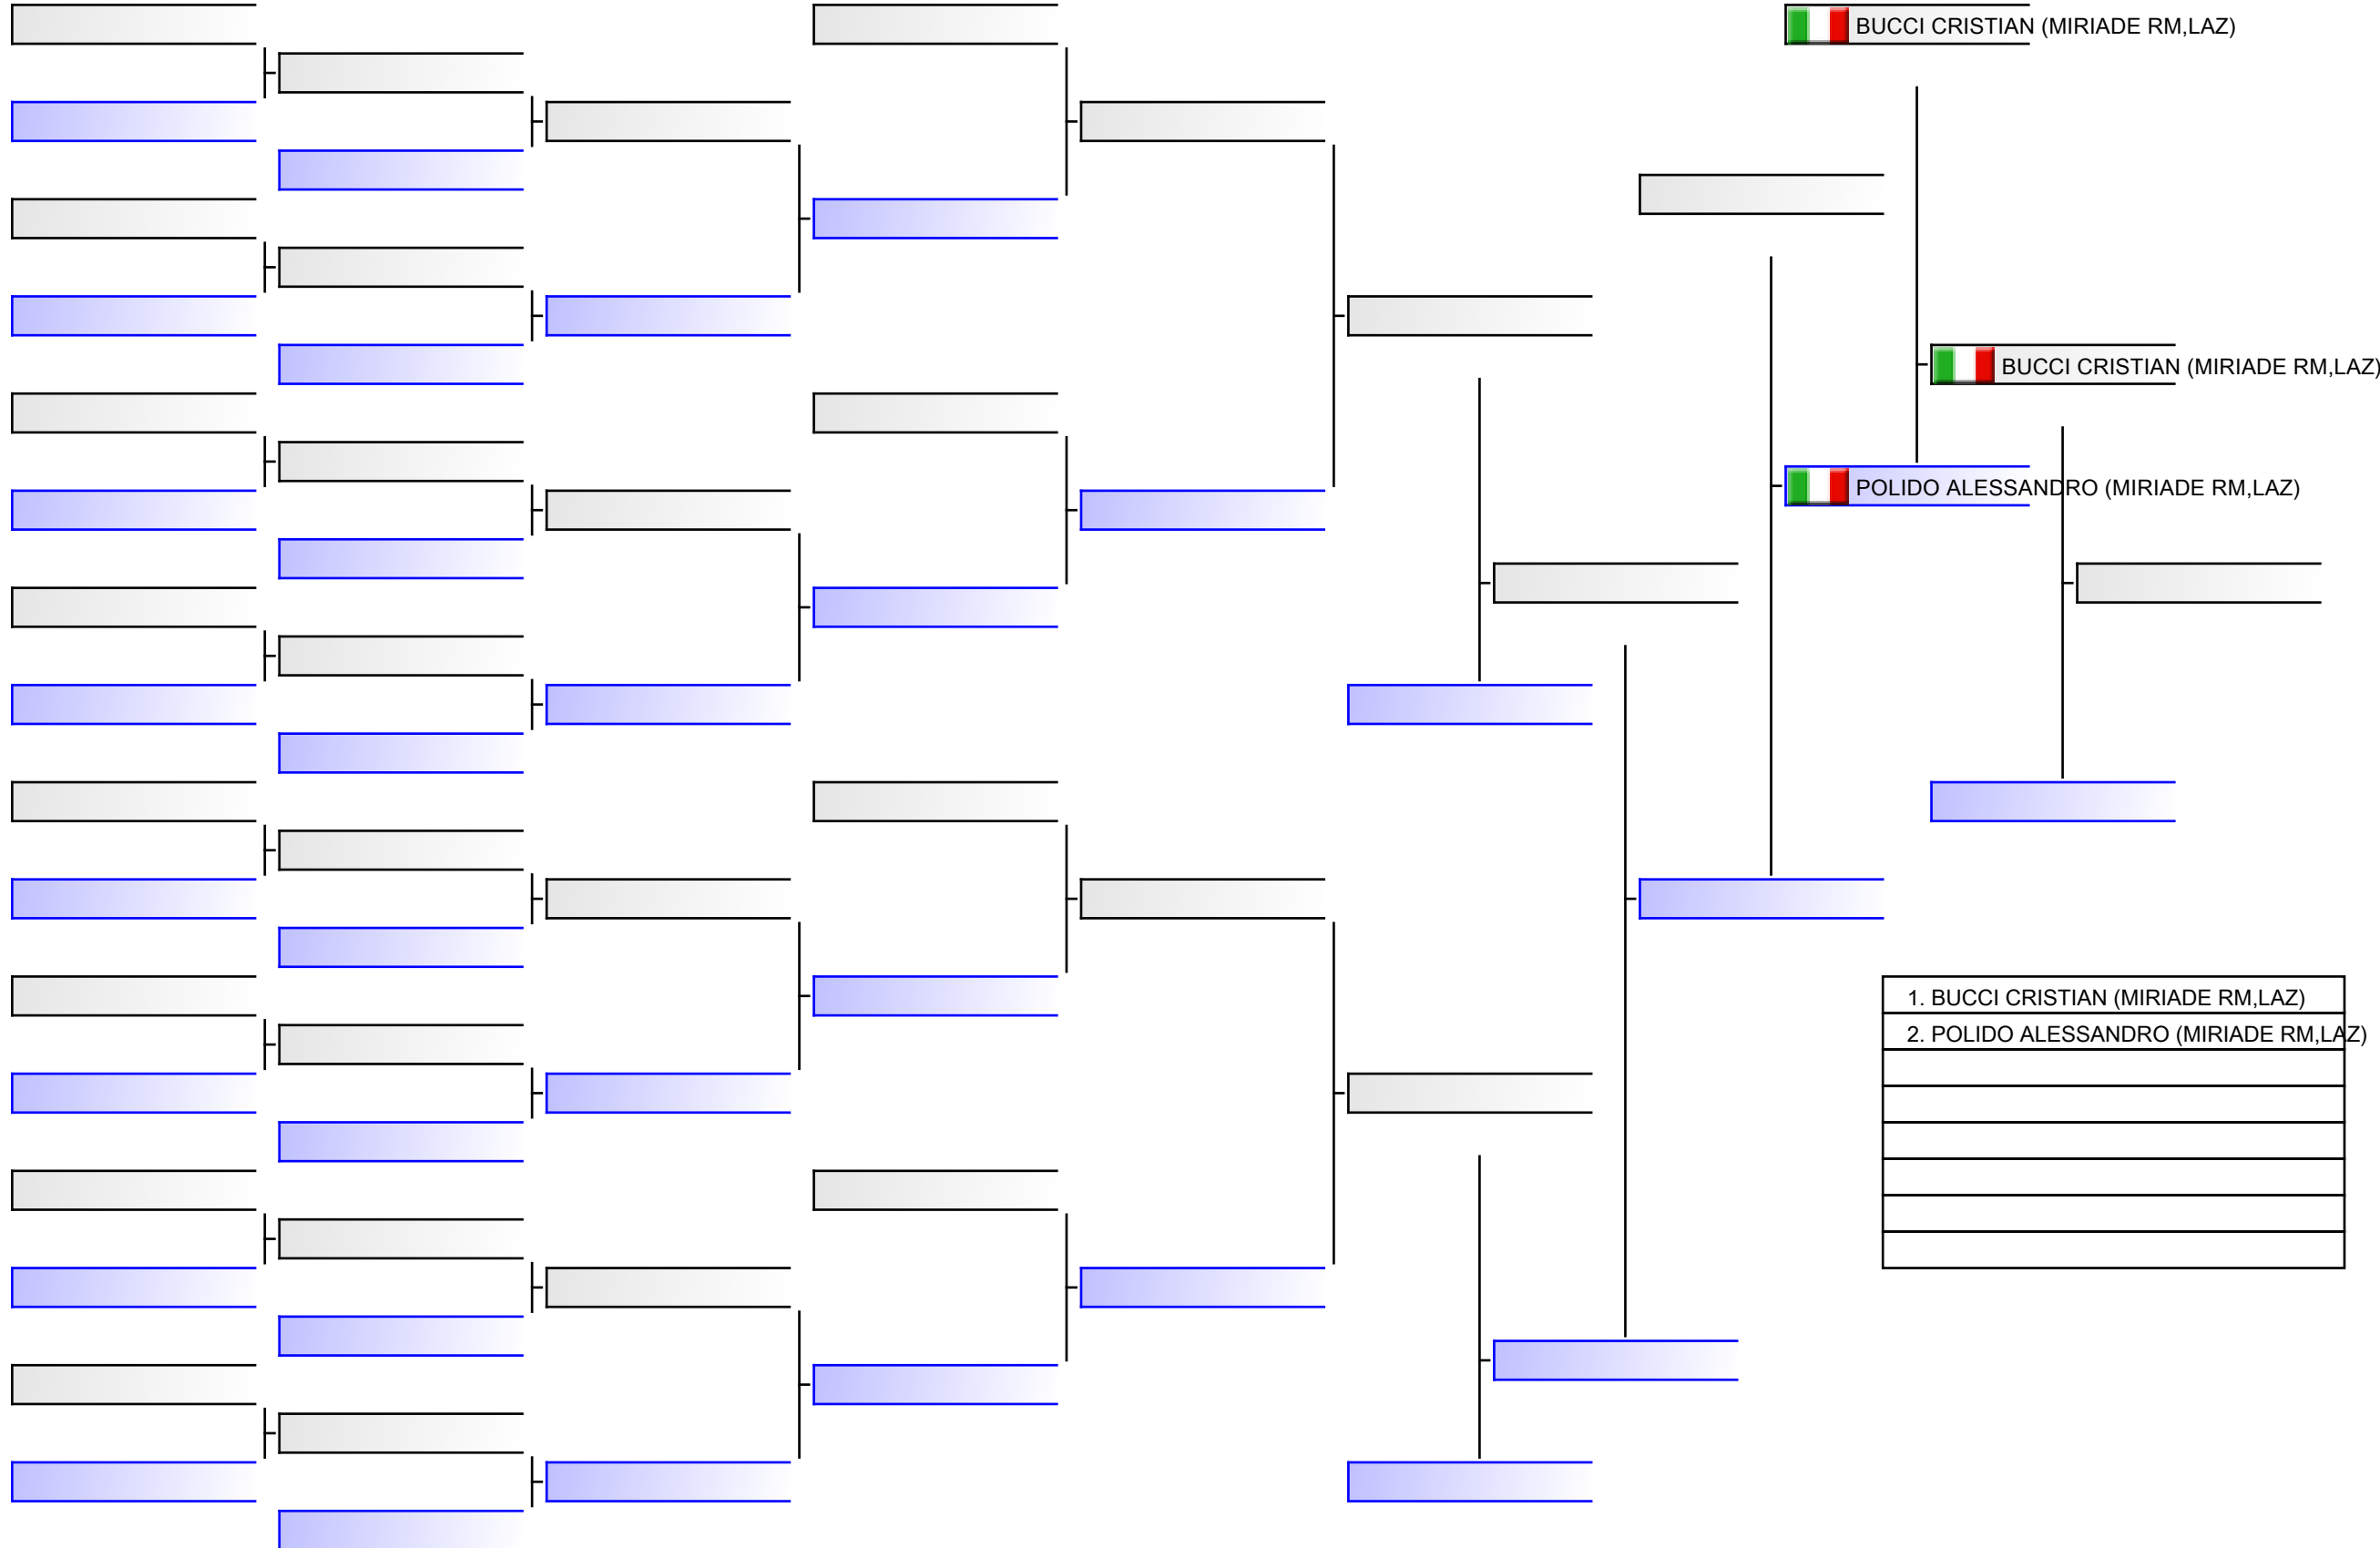 BUCCI CRISTIAN (MIRIADE RM,LAZ)
BUCCI CRISTIAN (MIRIADE RM,LAZ)
POLIDO ALESSANDRO (MIRIADE RM,LAZ)
1. BUCCI CRISTIAN (MIRIADE RM,LAZ)
2. POLIDO ALESSANDRO (MIRIADE RM,LAZ)